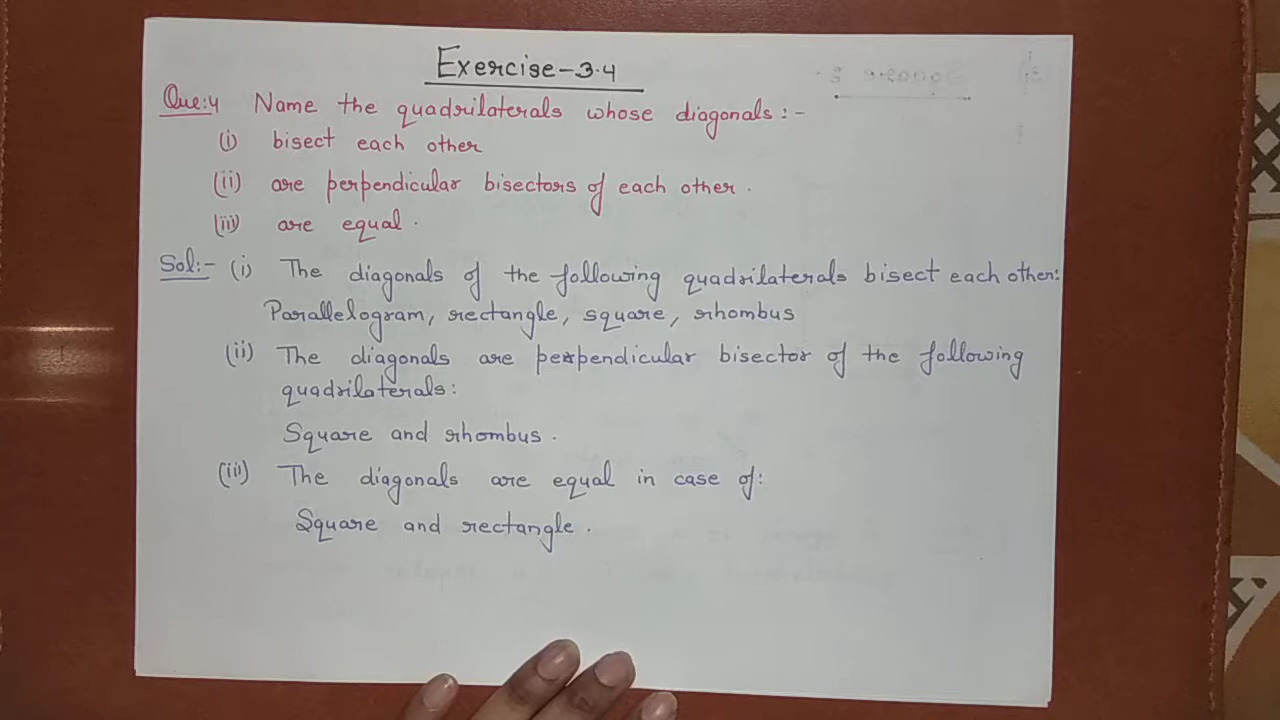 Exercise-3.4
Que:4 Name the quadrilaterals whose diagonals:-
(i) bisect each other
(ii) are perpendicular bisectors of each other.
(iii) are equal.
Sol:- (i) The diagonals of the following quadrilaterals bisect each other:
Parallelogram, rectangle, square, rhombus
(ii) The diagonals are perpendicular bisector of the following
quadrilaterals:
Square and rhombus.
(iii) The diagonals are equal in case of:
Square and rectangle.